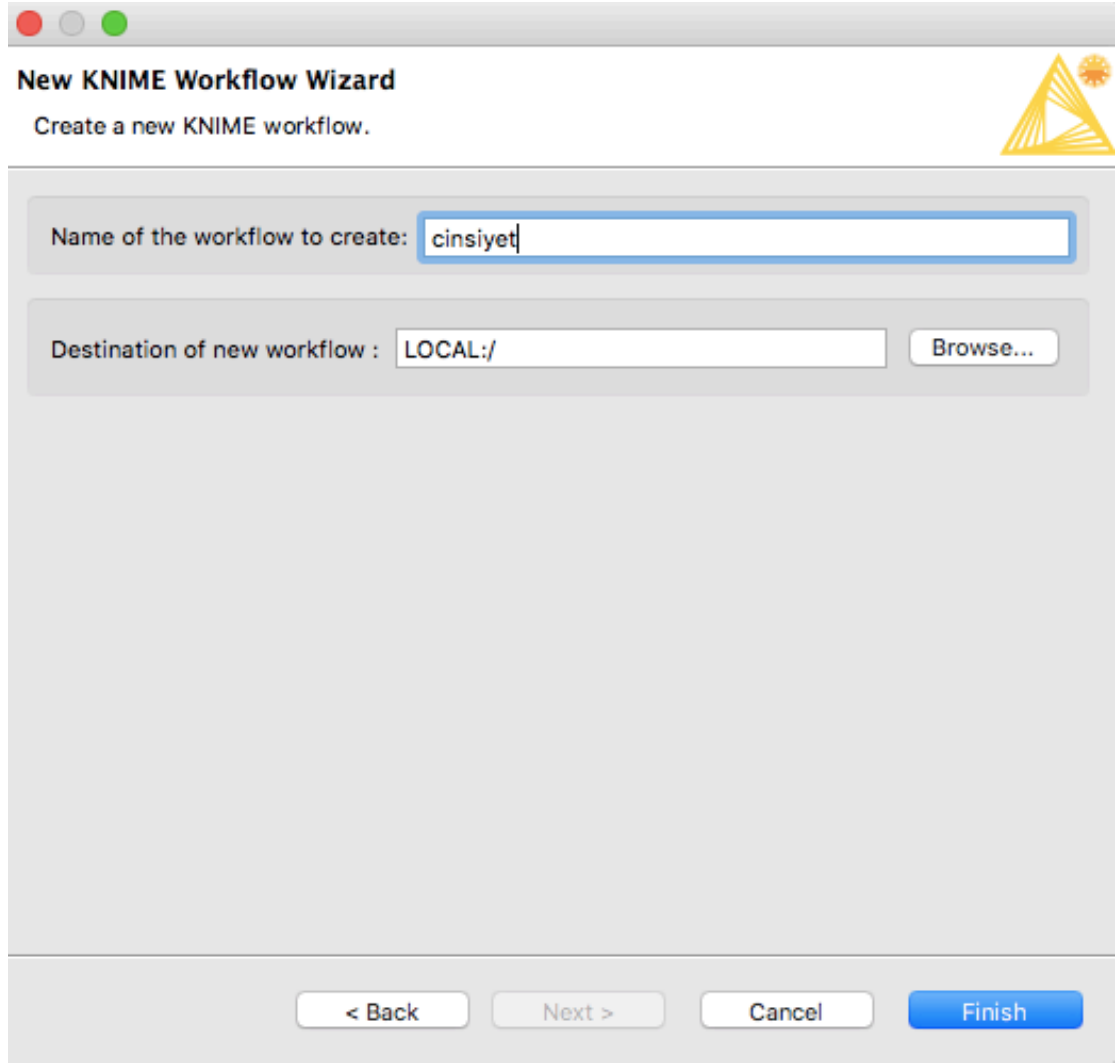 New KNIME Workflow Wizard
Create a new KNIME workflow.
Name of the workflow to create: cinsiyet
Destination of new workflow : LOCAL:/ Browse...
< Back Next > Cancel Finish